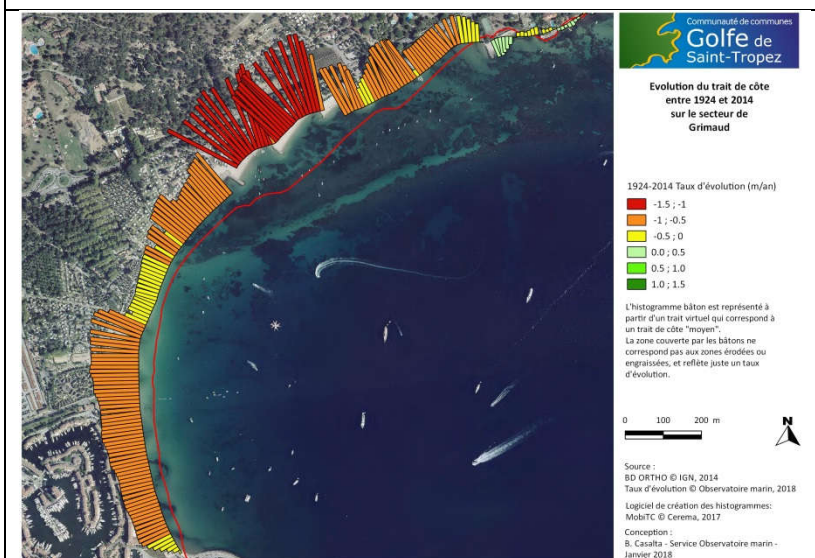 Communauté de communes
Golfe de
Saint-Tropez
Evolution du trait de côte
entre 1924 et 2014
sur le secteur de
Grimaud
1924-2014 Taux d'évolution (m/an)
-1.5 ; -1
-1 ; -0.5
-0.5 ; 0
0.0 ; 0.5
0.5 ; 1.0
1.0 ; 1.5
L'histogramme bâton est représenté à
partir d'un trait virtuel qui correspond à
un trait de côte "moyen".
La zone couverte par les bâtons ne
correspond pas aux zones érodées ou
engraissées, et reflète juste un taux
d'évolution.
0 100 200 m
N
Source :
BD ORTHO © IGN, 2014
Taux d'évolution © Observatoire marin, 2018
Logiciel de création des histogrammes:
MobiTC © Cerema, 2017
Conception :
B. Casalta - Service Observatoire marin -
Janvier 2018